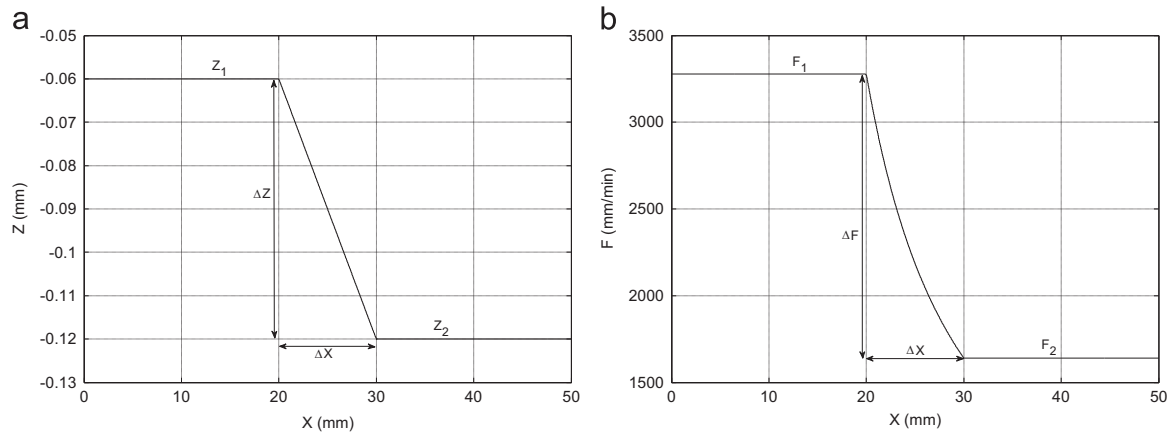 a
-0.05
-0.06
-0.07
-0.08
-0.09
-0.1
-0.11
-0.12
-0.13
Z (mm)
Z1
ΔZ
Z2
ΔX
0 10 20 30 40 50
X (mm)
b
3500
3000
2500
2000
1500
F (mm/min)
F1
ΔF
ΔX
F2
0 10 20 30 40 50
X (mm)